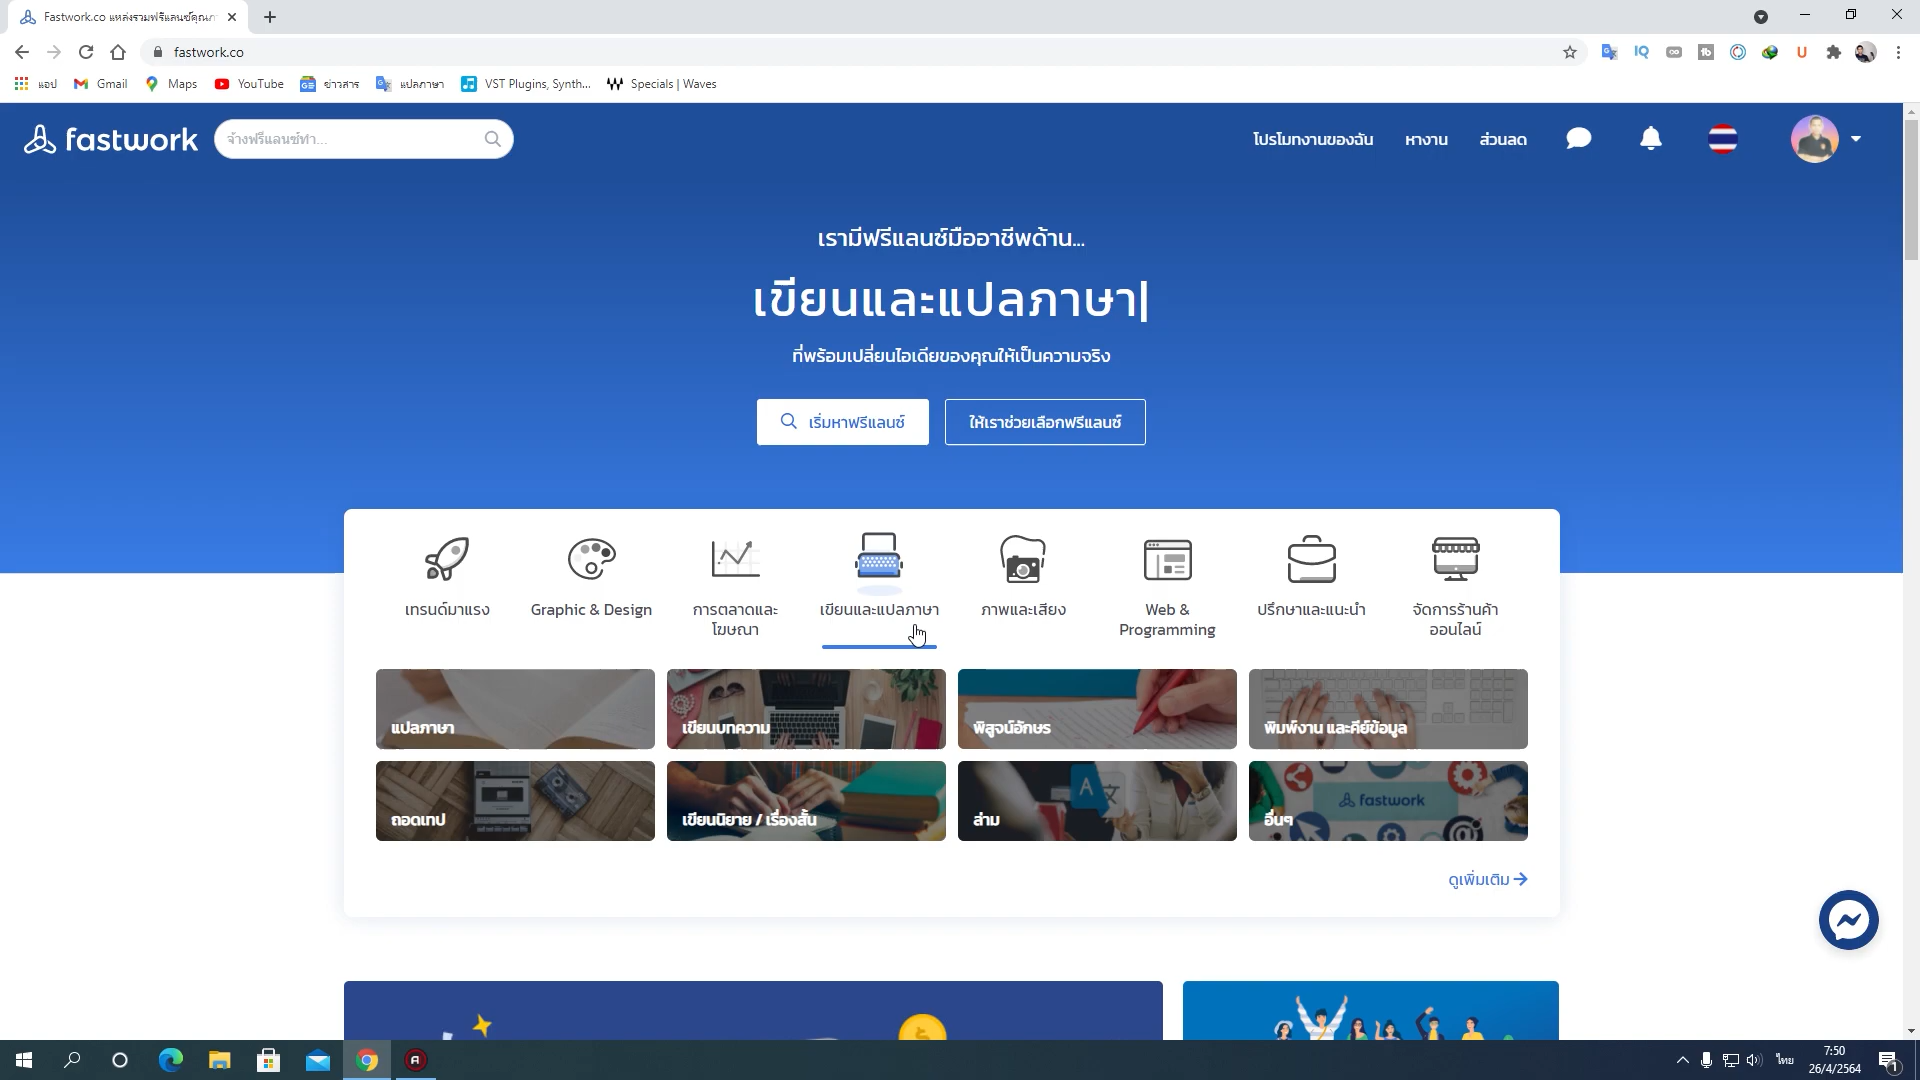 Fastwork.co แหล่งรวมฟรีแลนซ์คุณภา
fastwork.co
แอป
Gmail
Maps
YouTube
ข่าวสาร
แปลภาษา
VST Plugins, Synth...
Specials | Waves
fastwork
จ้างฟรีแลนซ์ทำ...
โปรโมทงานของฉัน
หางาน
ส่วนลด
เรามีฟรีแลนซ์มืออาชีพด้าน...
เขียนและแปลภาษา|
ที่พร้อมเปลี่ยนไอเดียของคุณให้เป็นความจริง
เริ่มหาฟรีแลนซ์
ให้เราช่วยเลือกฟรีแลนซ์
เทรนด์มาแรง
Graphic & Design
การตลาดและ
โฆษณา
เขียนและแปลภาษา
ภาพและเสียง
Web &
Programming
ปรึกษาและแนะนำ
จัดการร้านค้า
ออนไลน์
แปลภาษา
เขียนบทความ
พิสูจน์อักษร
พิมพ์งาน และคีย์ข้อมูล
ถอดเทป
เขียนนิยาย / เรื่องสั้น
ล่าม
fastwork
อื่นๆ
ดูเพิ่มเติม
ไทย
7:50
26/4/2564
1